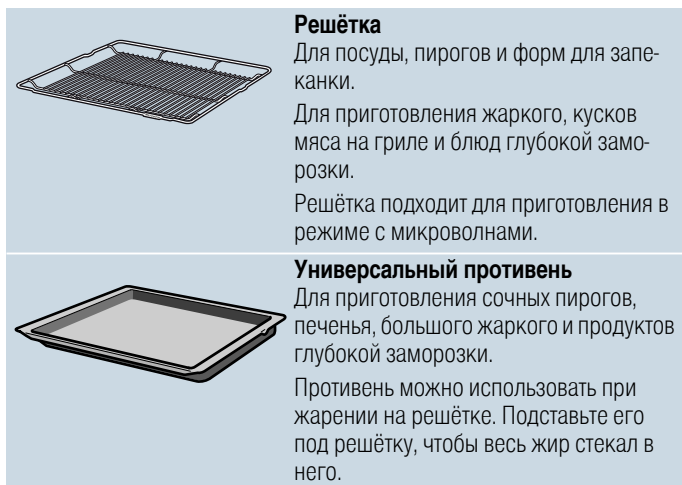 Решётка
Для посуды, пирогов и форм для запе-
канки.
Для приготовления жаркого, кусков
мяса на гриле и блюд глубокой замо-
розки.
Решётка подходит для приготовления в
режиме с микроволнами.
Универсальный противень
Для приготовления сочных пирогов,
печенья, большого жаркого и продуктов
глубокой заморозки.
Противень можно использовать при
жарении на решётке. Подставьте его
под решётку, чтобы весь жир стекал в
него.